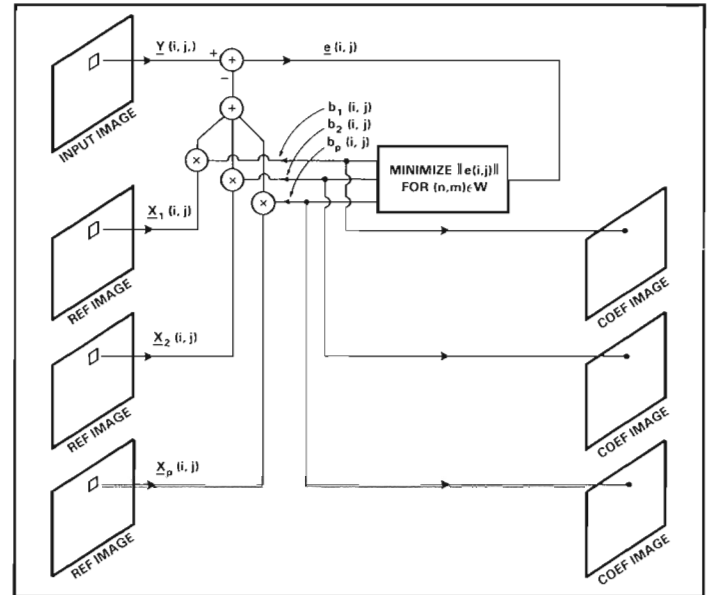 Y (i, j,)
+
+
e (i, j)
−
+
INPUT IMAGE
b1 (i, j)
b2 (i, j)
bp (i, j)
×
×
×
MINIMIZE ‖e(i,j)‖
FOR (n,m)ϵW
X1 (i, j)
REF IMAGE
COEF IMAGE
X2 (i, j)
REF IMAGE
COEF IMAGE
Xp (i, j)
REF IMAGE
COEF IMAGE